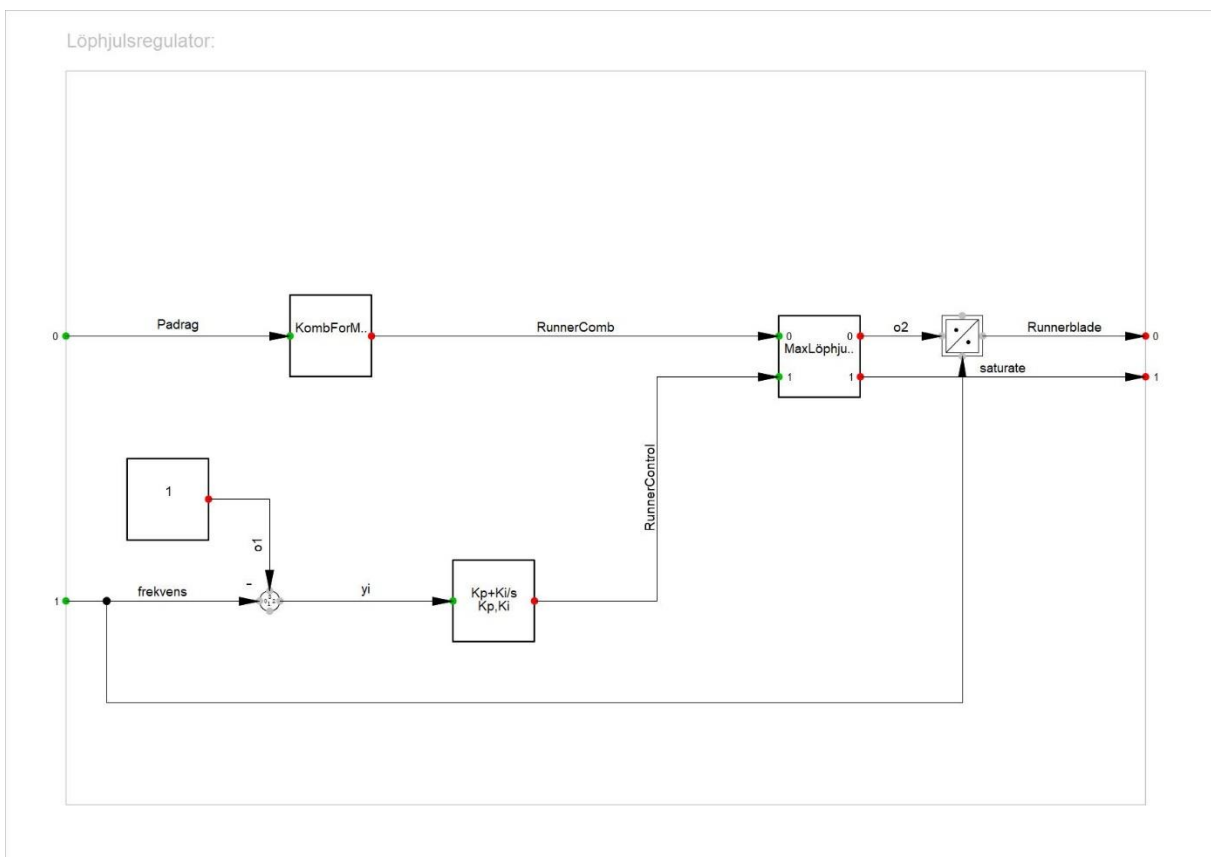 Löphjulsregulator:
0
Padrag
KombForM..
RunnerComb
0
0
MaxLöphju..
1
1
o2
Runnerblade
0
saturate
1
RunnerControl
1
o1
-
1
frekvens
yi
Kp+Ki/s
Kp,Ki